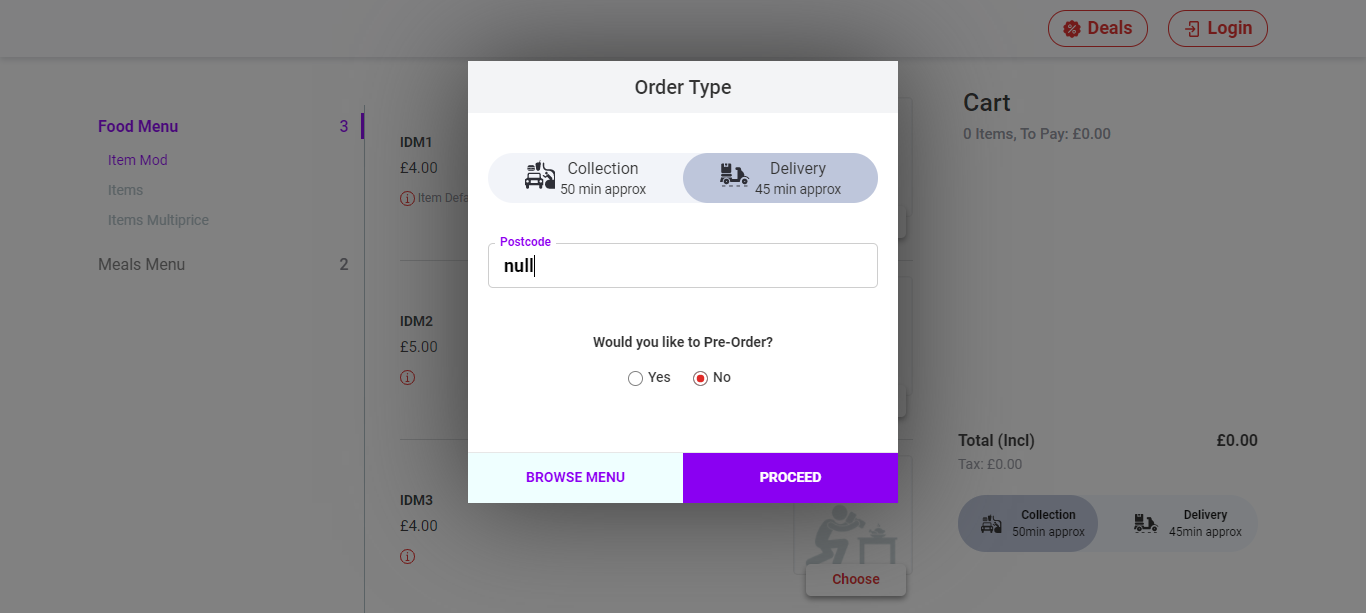 Deals
Login
Order Type
Collection
50 min approx
Delivery
45 min approx
Postcode
null
Would you like to Pre-Order?
Yes
No
BROWSE MENU
PROCEED
Food Menu 3
Item Mod
Items
Items Multiprice
Meals Menu 2
IDM1
£4.00
Item Defa
IDM2
£5.00
IDM3
£4.00
Choose
Cart
0 Items, To Pay: £0.00
Total (Incl) £0.00
Tax: £0.00
Collection
50min approx
Delivery
45min approx